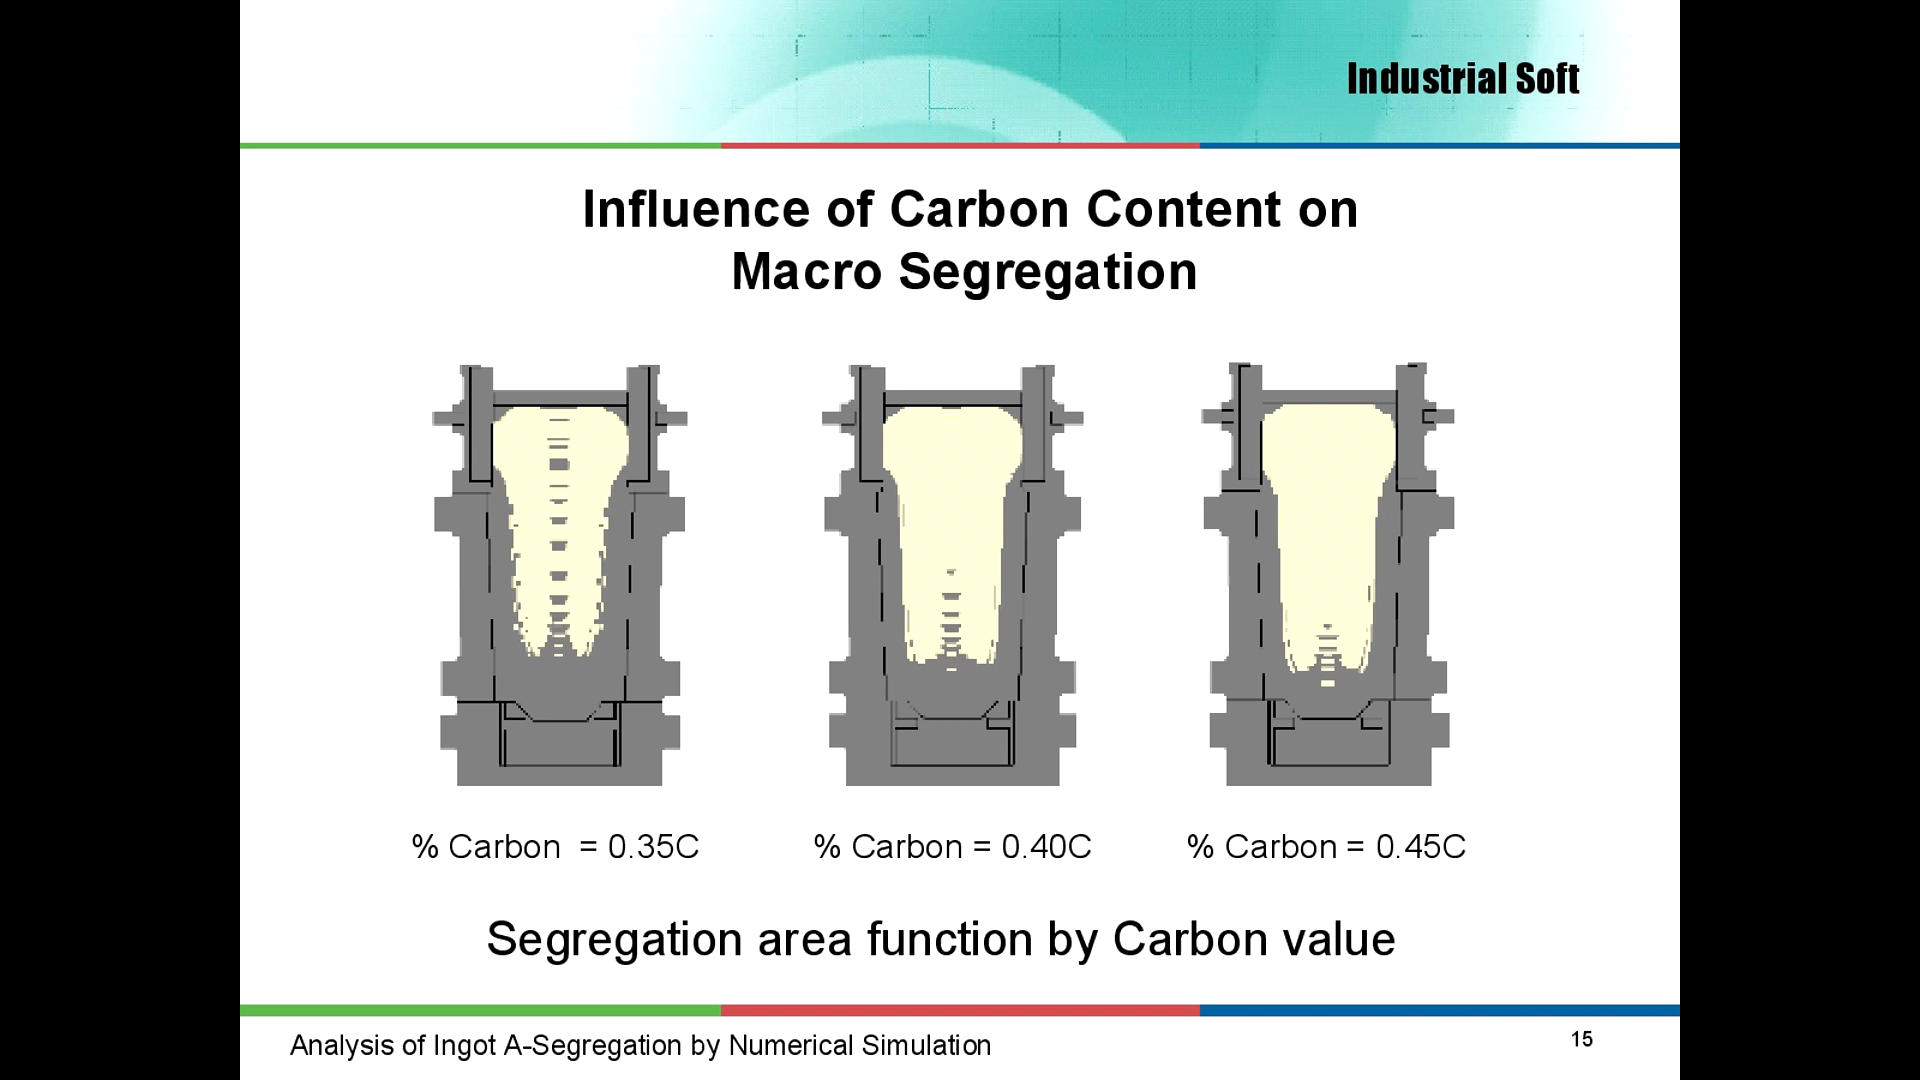 Industrial Soft
Influence of Carbon Content on
Macro Segregation
% Carbon  = 0.35C
% Carbon = 0.40C
% Carbon = 0.45C
Segregation area function by Carbon value
Analysis of Ingot A-Segregation by Numerical Simulation
15